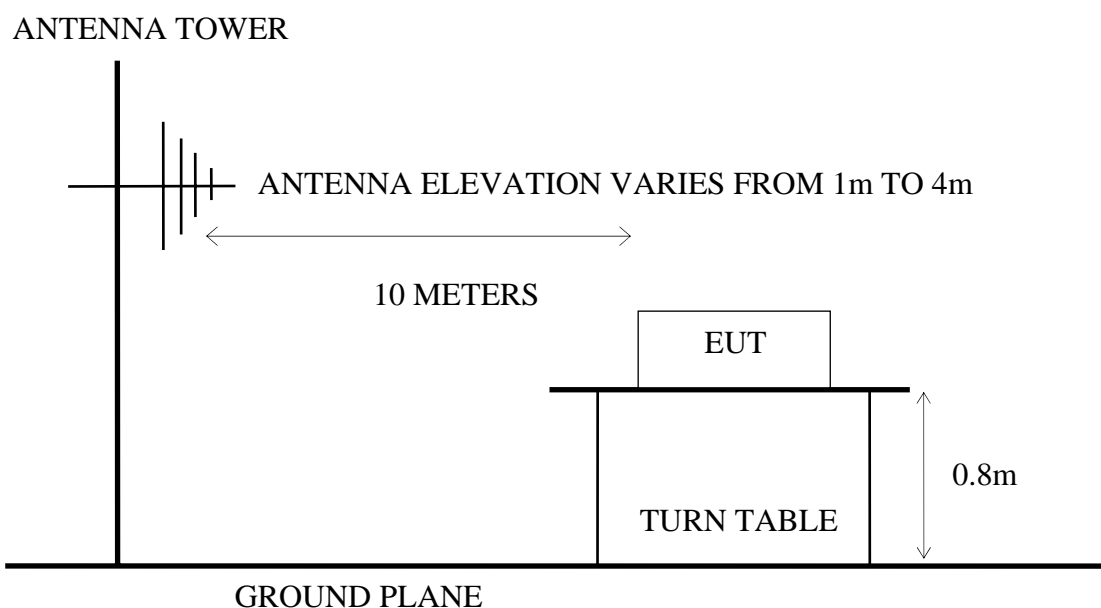 ANTENNA TOWER
ANTENNA ELEVATION VARIES FROM 1m TO 4m
10 METERS
EUT
0.8m
TURN TABLE
GROUND PLANE